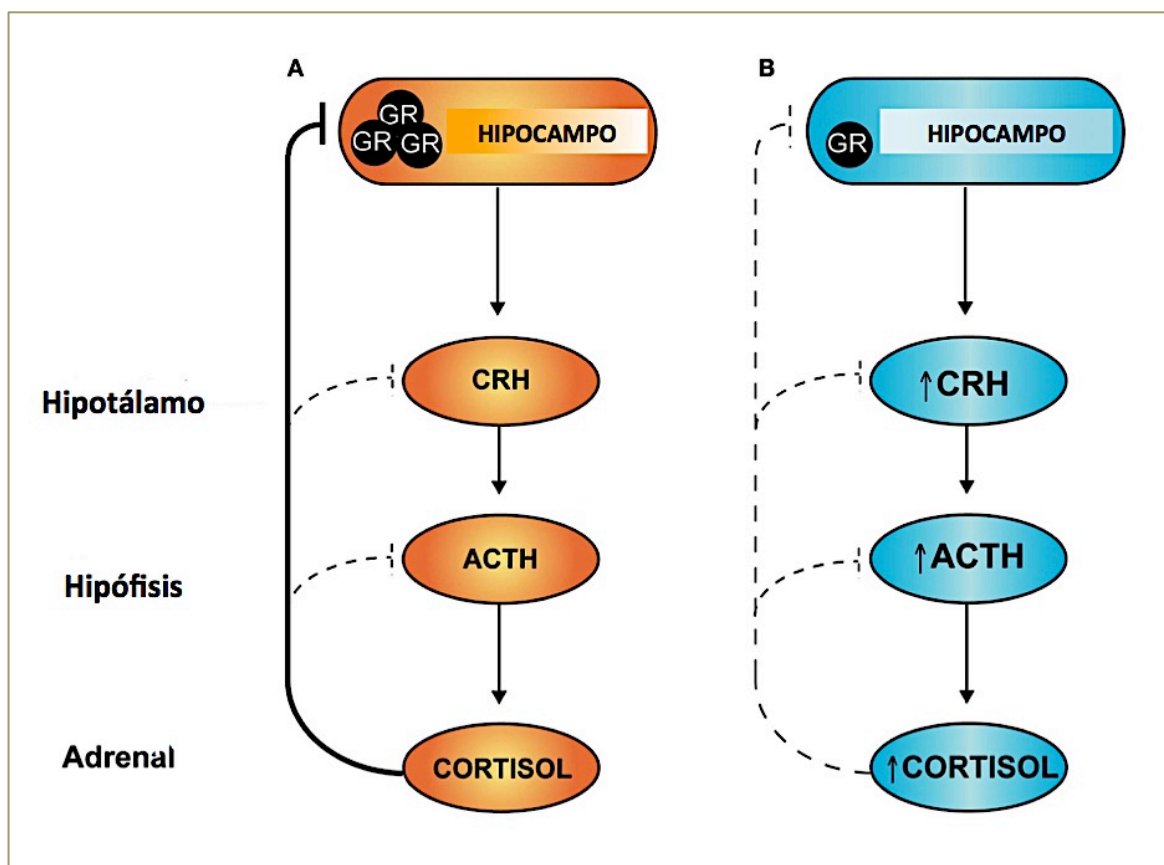 A
B
GR
GR GR
HIPOCAMPO
GR
HIPOCAMPO
Hipotálamo
CRH
↑CRH
Hipófisis
ACTH
↑ACTH
Adrenal
CORTISOL
↑CORTISOL